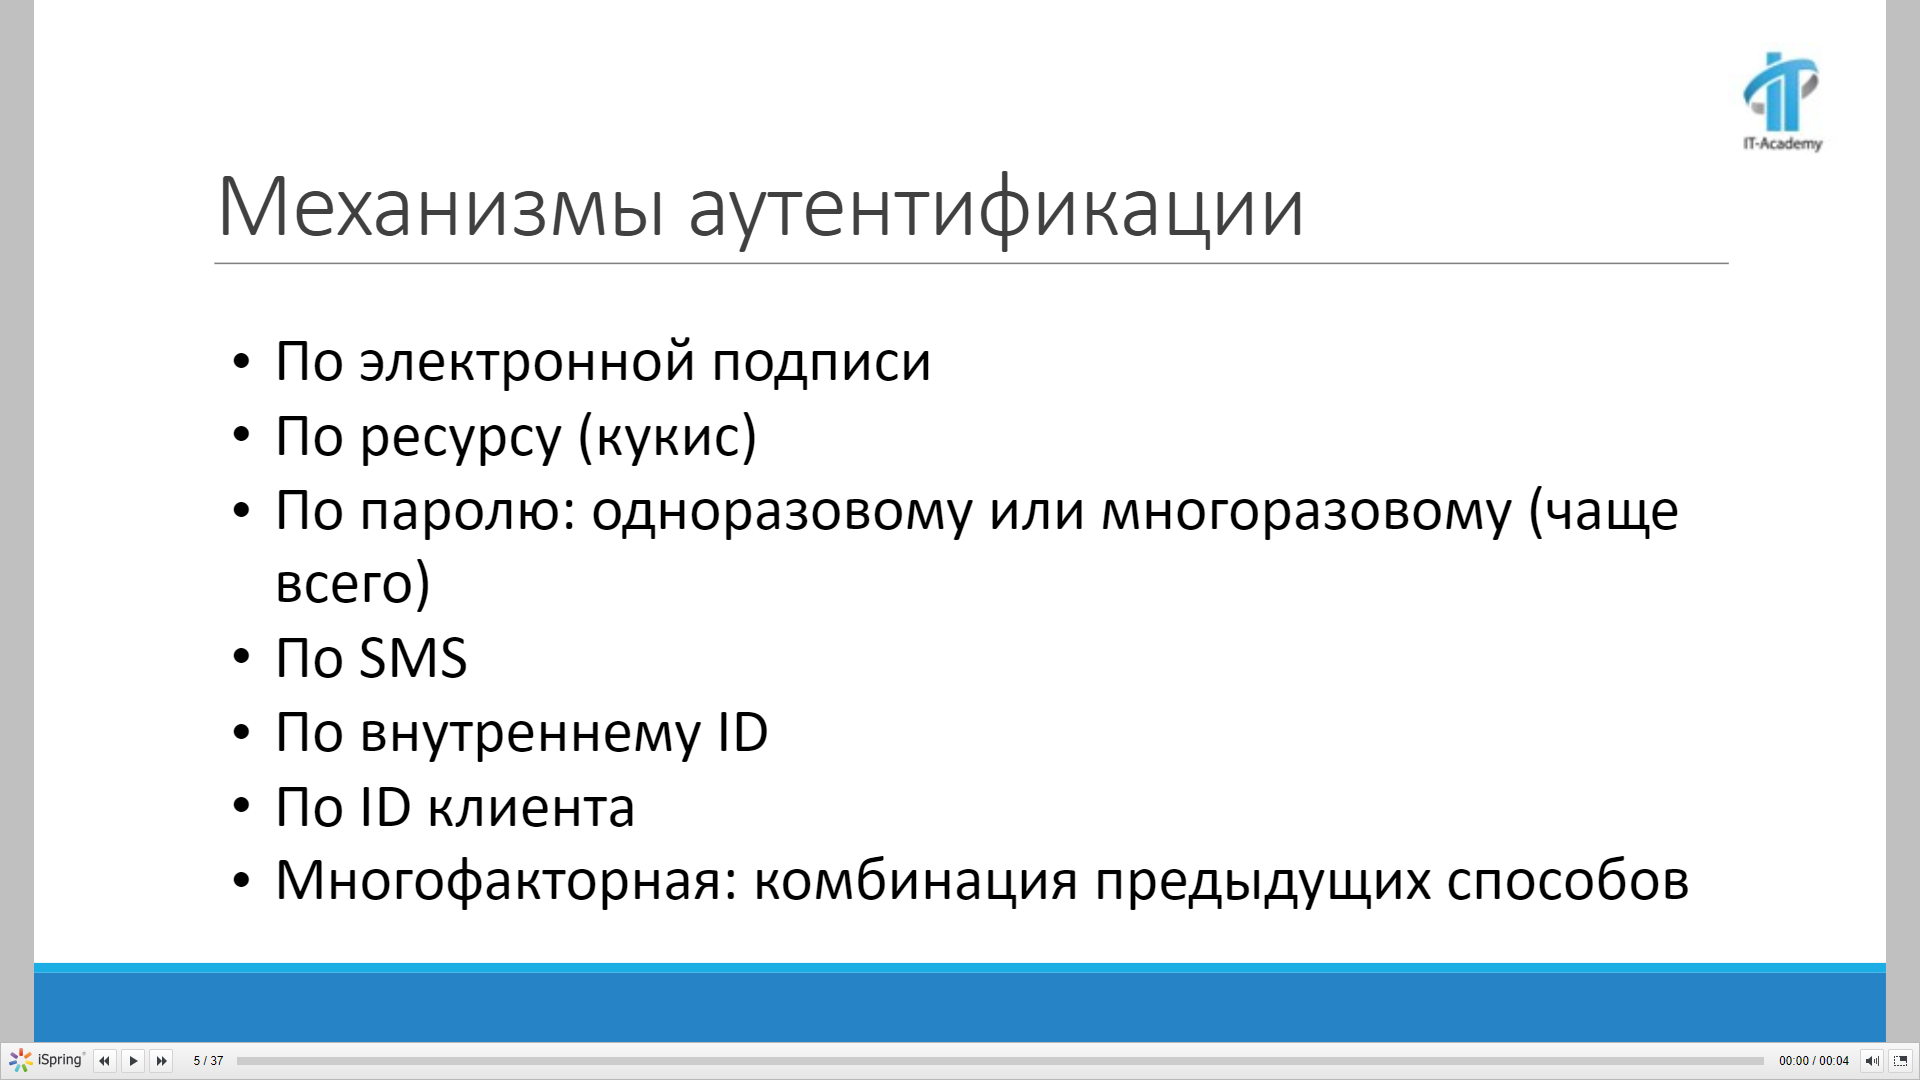 IT-Academy
Механизмы аутентификации
• По электронной подписи
• По ресурсу (кукис)
• По паролю: одноразовому или многоразовому (чаще
всего)
• По SMS
• По внутреннему ID
• По ID клиента
• Многофакторная: комбинация предыдущих способов
iSpring 5 / 37 00:00 / 00:04